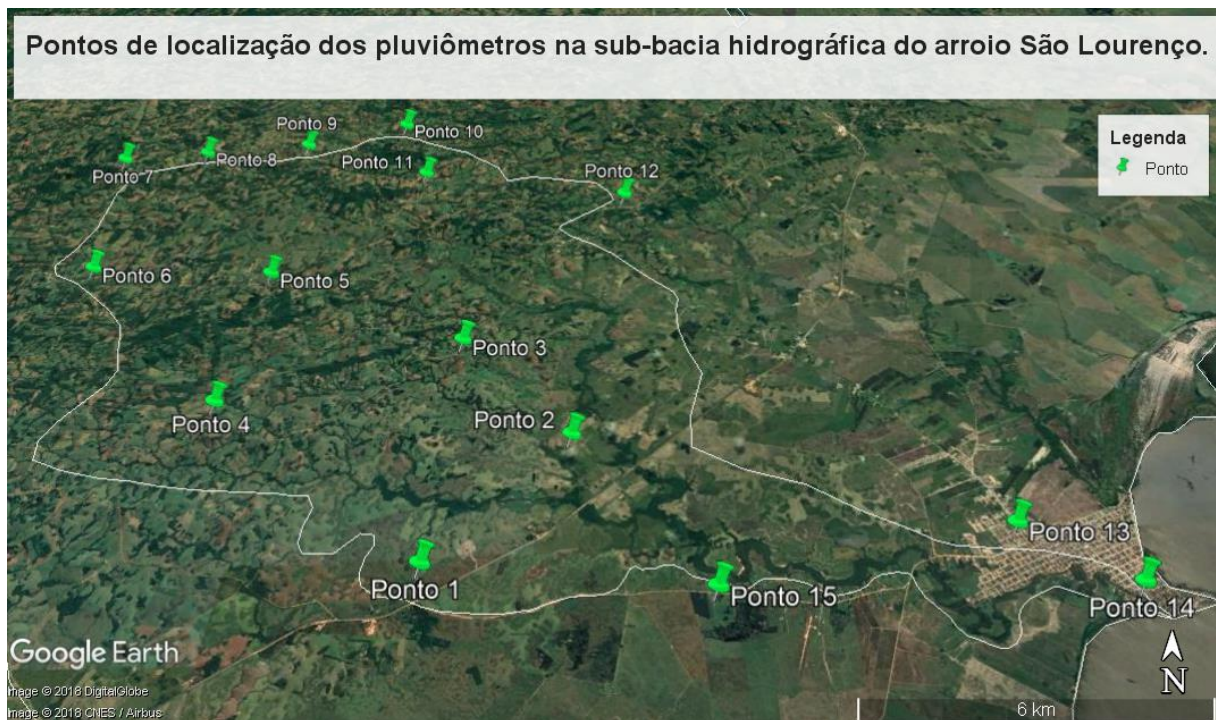 Pontos de localização dos pluviômetros na sub-bacia hidrográfica do arroio São Lourenço.
Legenda
Ponto
Ponto 10
Ponto 9
Ponto 8
Ponto 11
Ponto 7
Ponto 12
Ponto 6
Ponto 5
Ponto 3
Ponto 2
Ponto 4
Ponto 13
Ponto 1
Ponto 15
Ponto 14
N
Google Earth
Image © 2018 DigitalGlobe
Image © 2018 CNES / Airbus
6 km